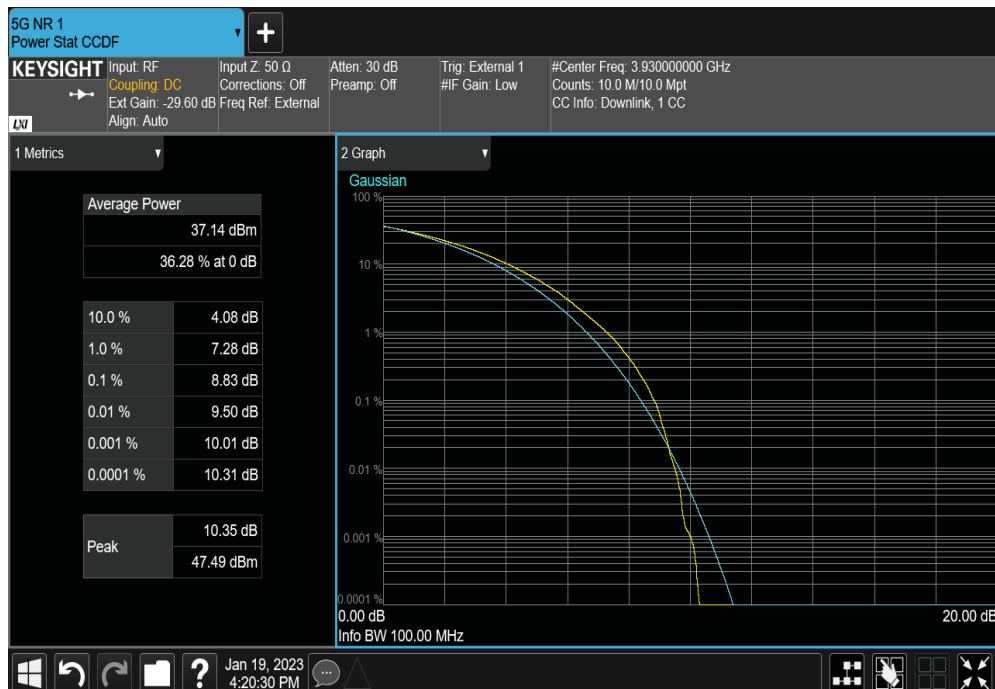 5G NR 1
Power Stat CCDF
+
KEYSIGHT
LXI
Input: RF
Coupling: DC
Ext Gain: -29.60 dB
Align: Auto
Input Z: 50 Ω
Corrections: Off
Freq Ref: External
Atten: 30 dB
Preamp: Off
Trig: External 1
#IF Gain: Low
#Center Freq: 3.930000000 GHz
Counts: 10.0 M/10.0 Mpt
CC Info: Downlink, 1 CC
1 Metrics
Average Power
37.14 dBm
36.28 % at 0 dB
10.0 % 4.08 dB
1.0 % 7.28 dB
0.1 % 8.83 dB
0.01 % 9.50 dB
0.001 % 10.01 dB
0.0001 % 10.31 dB
Peak
10.35 dB
47.49 dBm
2 Graph
Gaussian
100 %
10 %
1 %
0.1 %
0.01 %
0.001 %
0.0001 %
0.00 dB
20.00 dB
Info BW 100.00 MHz
?
Jan 19, 2023
4:20:30 PM